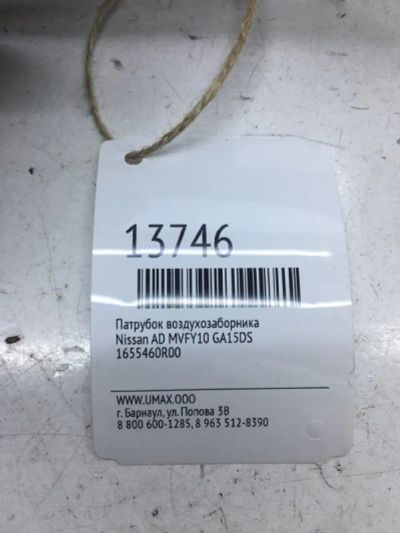 13746
Патрубок воздухозаборника
Nissan AD MVFY10 GA15DS
1655460R00
WWW.UMAX.OOO
г. Барнаул, ул. Попова 3В
8 800 600-1285, 8 963 512-8390